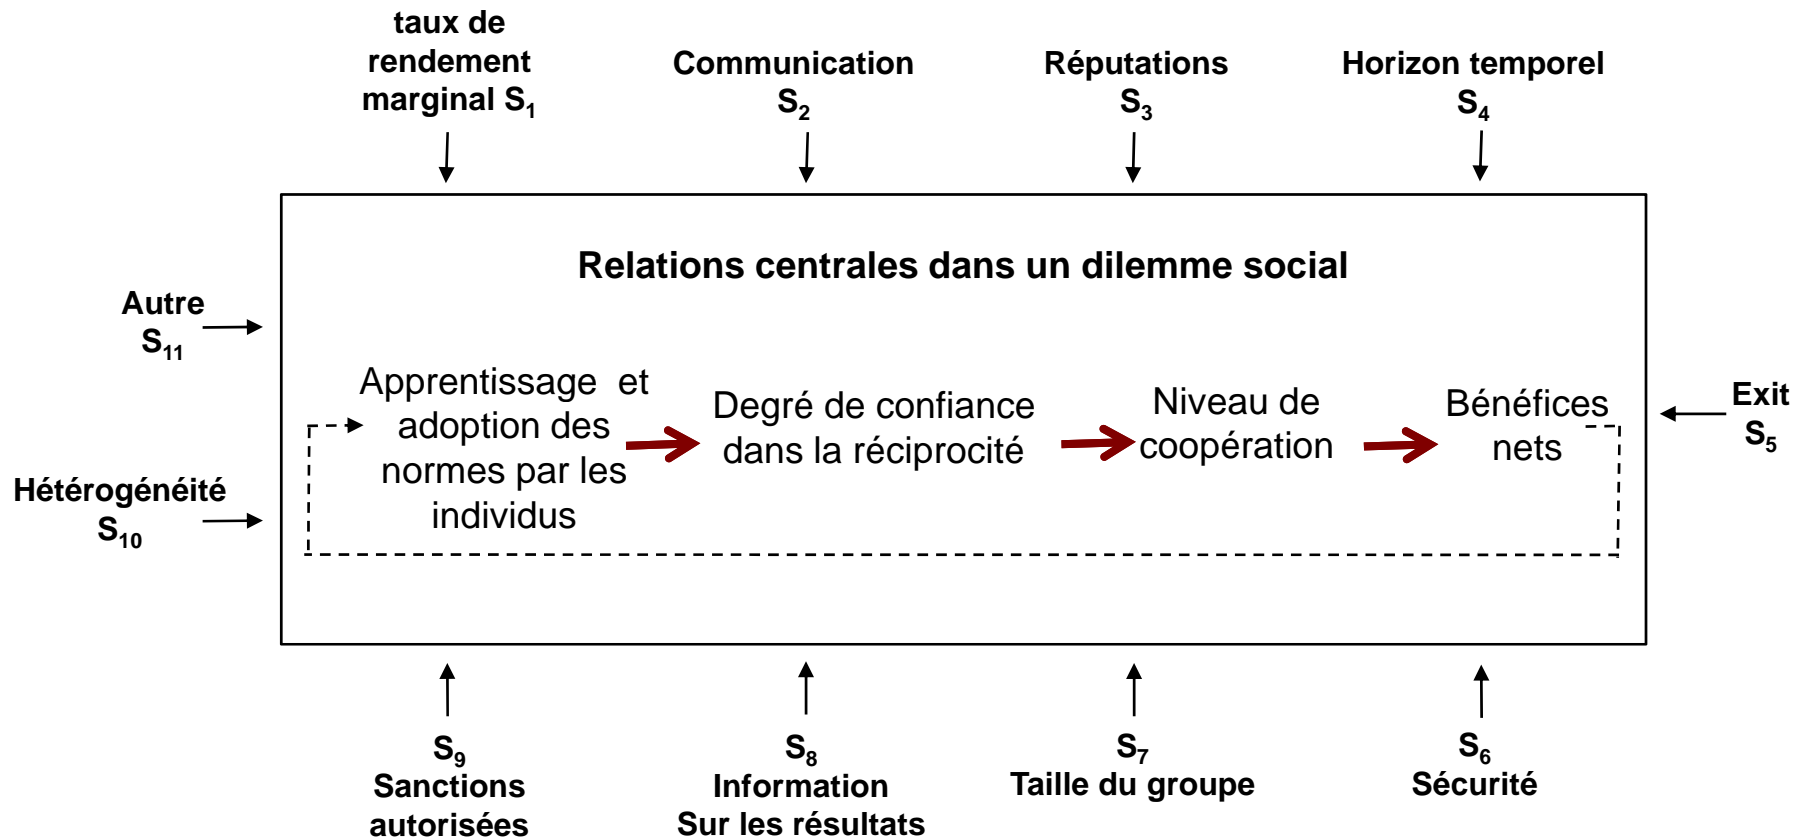 taux de
rendement
marginal S₁
Communication
S₂
Réputations
S₃
Horizon temporel
S₄
Relations centrales dans un dilemme social
Autre
S₁₁
Apprentissage et
adoption des
normes par les
individus
Degré de confiance
dans la réciprocité
Niveau de
coopération
Bénéfices
nets
Exit
S₅
Hétérogénéité
S₁₀
S₉
Sanctions
autorisées
S₈
Information
Sur les résultats
S₇
Taille du groupe
S₆
Sécurité